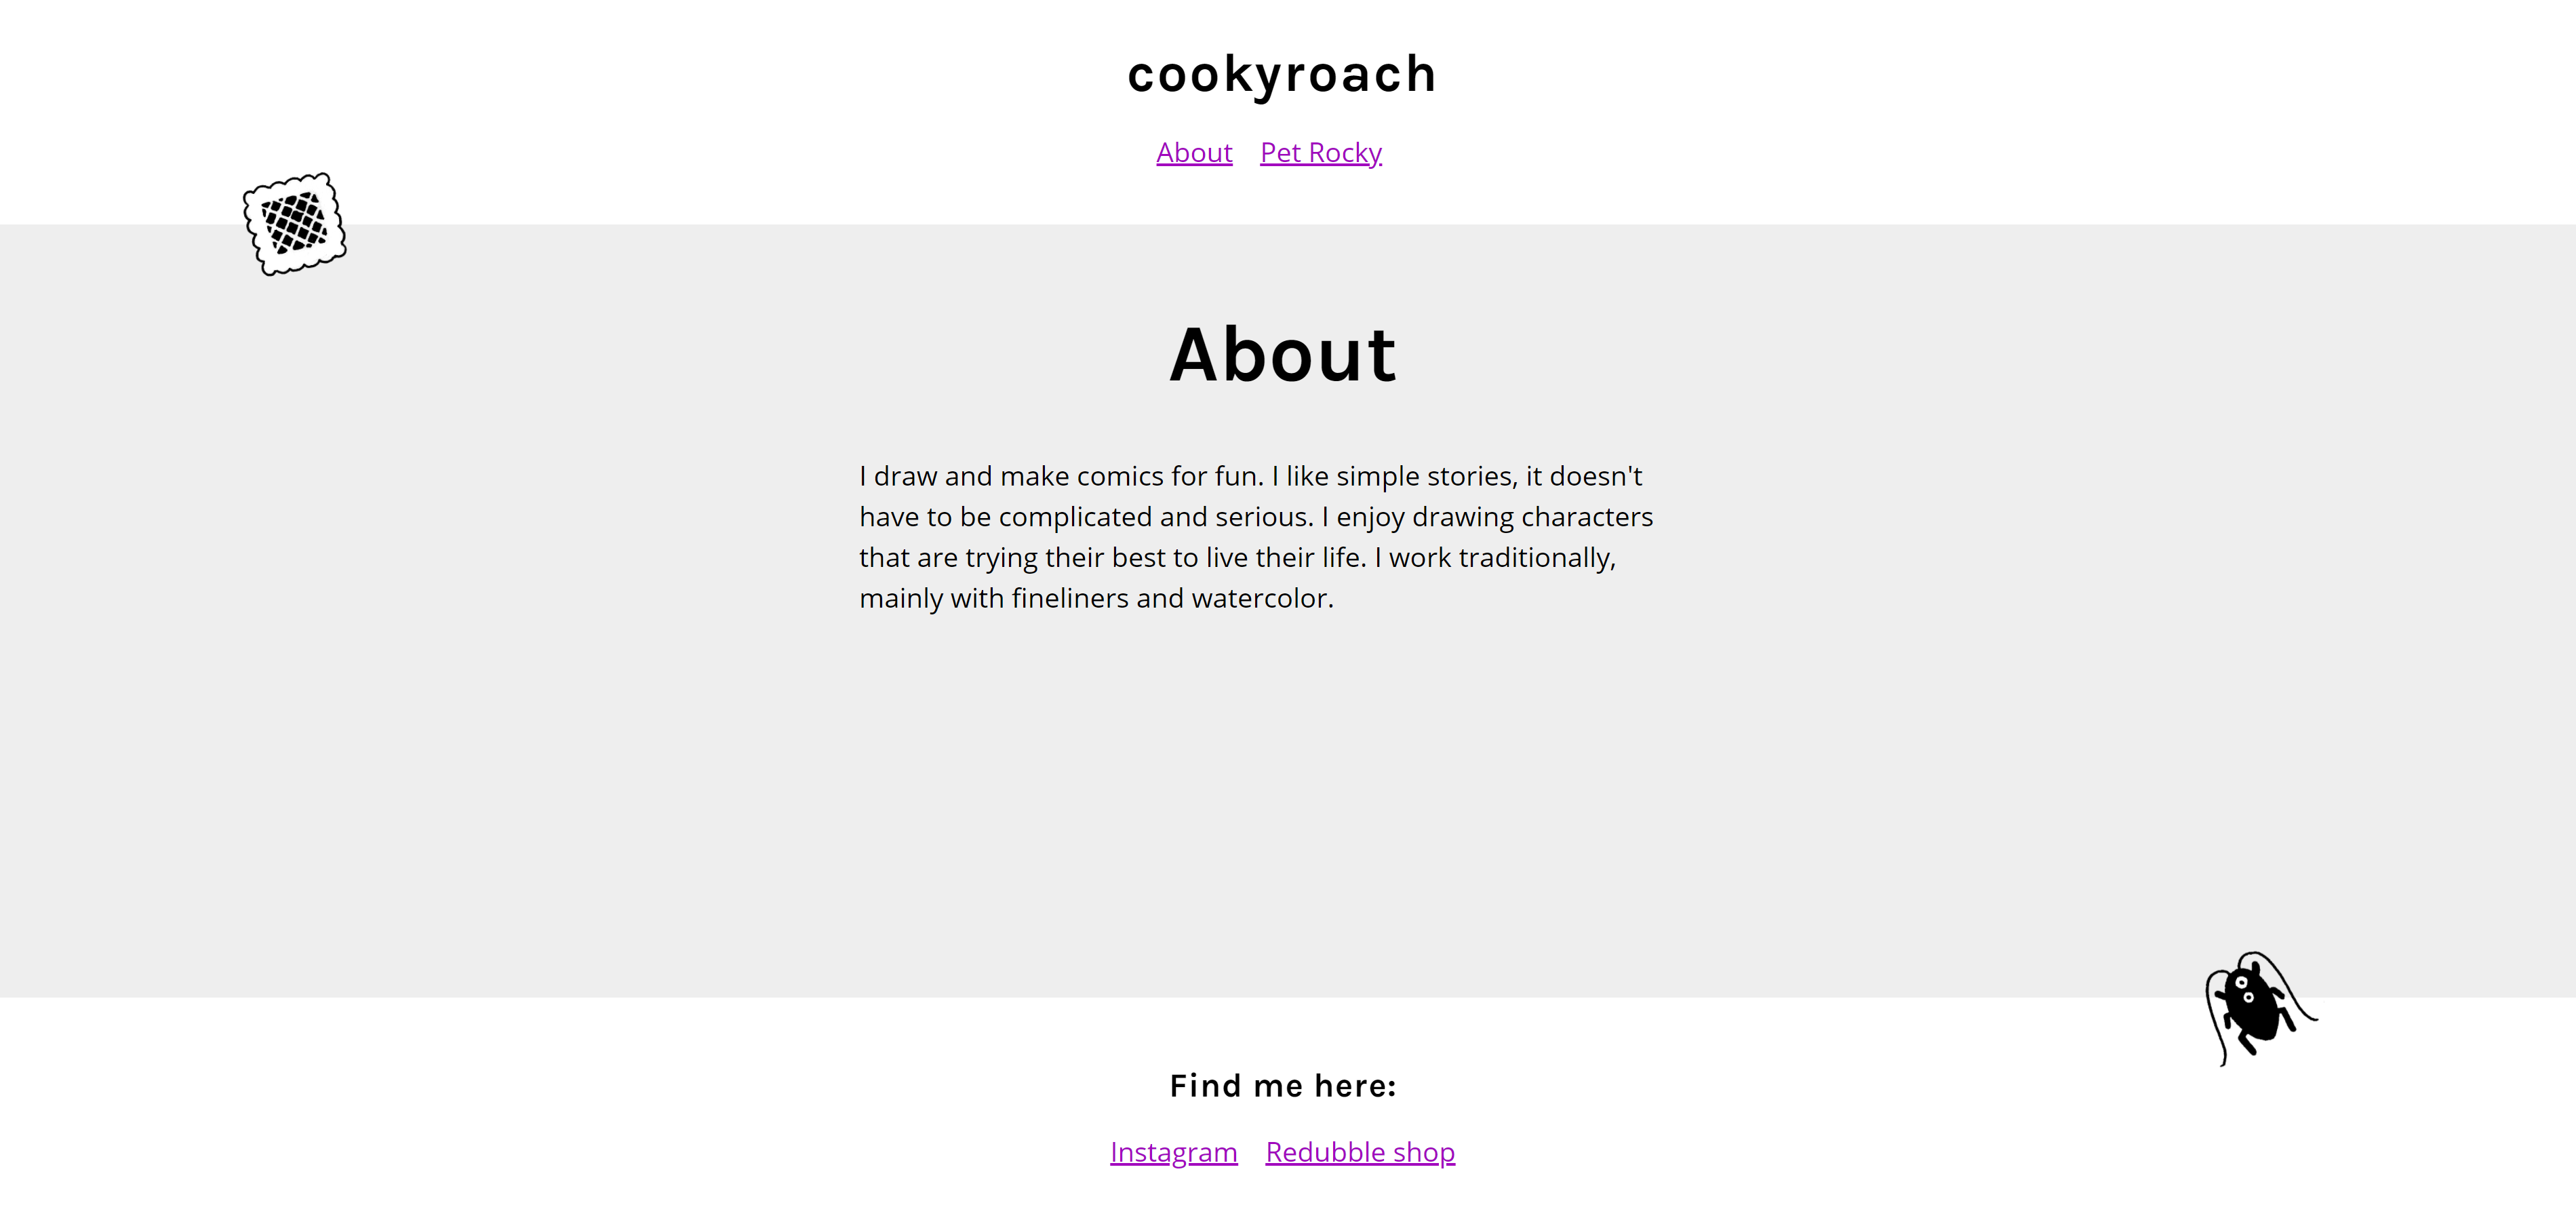 cookyroach
About Pet Rocky
About
I draw and make comics for fun. I like simple stories, it doesn't
have to be complicated and serious. I enjoy drawing characters
that are trying their best to live their life. I work traditionally,
mainly with fineliners and watercolor.
Find me here:
Instagram Redubble shop